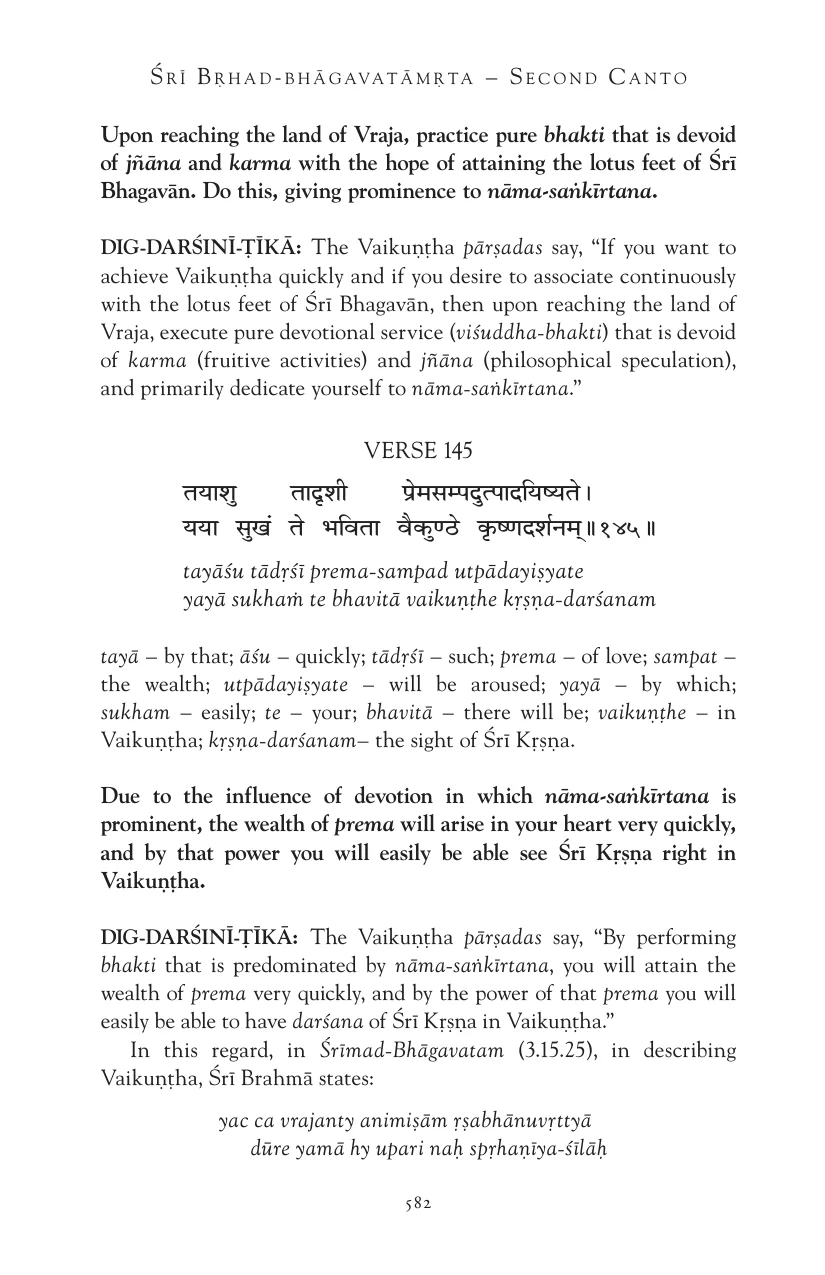 Śrī Bṛhad-bhāgavatāmṛta – Second Canto
Upon reaching the land of Vraja, practice pure bhakti that is devoid
of jñāna and karma with the hope of attaining the lotus feet of Śrī
Bhagavān. Do this, giving prominence to nāma-saṅkīrtana.
DIG-DARŚINĪ-ṬĪKĀ: The Vaikuṇṭha pārṣadas say, “If you want to
achieve Vaikuṇṭha quickly and if you desire to associate continuously
with the lotus feet of Śrī Bhagavān, then upon reaching the land of
Vraja, execute pure devotional service (viśuddha-bhakti) that is devoid
of karma (fruitive activities) and jñāna (philosophical speculation),
and primarily dedicate yourself to nāma-saṅkīrtana.”
VERSE 145
तयाशु तादृशी प्रेमसम्पदुत्पादयिष्यते।
यया सुखं ते भविता वैकुण्ठे कृष्णदर्शनम्॥१४५॥
tayāśu tādṛśī prema-sampad utpādayiṣyate
yayā sukhaṁ te bhavitā vaikuṇṭhe kṛṣṇa-darśanam
tayā – by that; āśu – quickly; tādṛśī – such; prema – of love; sampat –
the wealth; utpādayiṣyate – will be aroused; yayā – by which;
sukham – easily; te – your; bhavitā – there will be; vaikuṇṭhe – in
Vaikuṇṭha; kṛṣṇa-darśanam– the sight of Śrī Kṛṣṇa.
Due to the influence of devotion in which nāma-saṅkīrtana is
prominent, the wealth of prema will arise in your heart very quickly,
and by that power you will easily be able see Śrī Kṛṣṇa right in
Vaikuṇṭha.
DIG-DARŚINĪ-ṬĪKĀ: The Vaikuṇṭha pārṣadas say, “By performing
bhakti that is predominated by nāma-saṅkīrtana, you will attain the
wealth of prema very quickly, and by the power of that prema you will
easily be able to have darśana of Śrī Kṛṣṇa in Vaikuṇṭha.”
In this regard, in Śrīmad-Bhāgavatam (3.15.25), in describing
Vaikuṇṭha, Śrī Brahmā states:
yac ca vrajanty animiṣām ṛṣabhānuvṛttyā
dūre yamā hy upari naḥ spṛhaṇīya-śīlāḥ
582